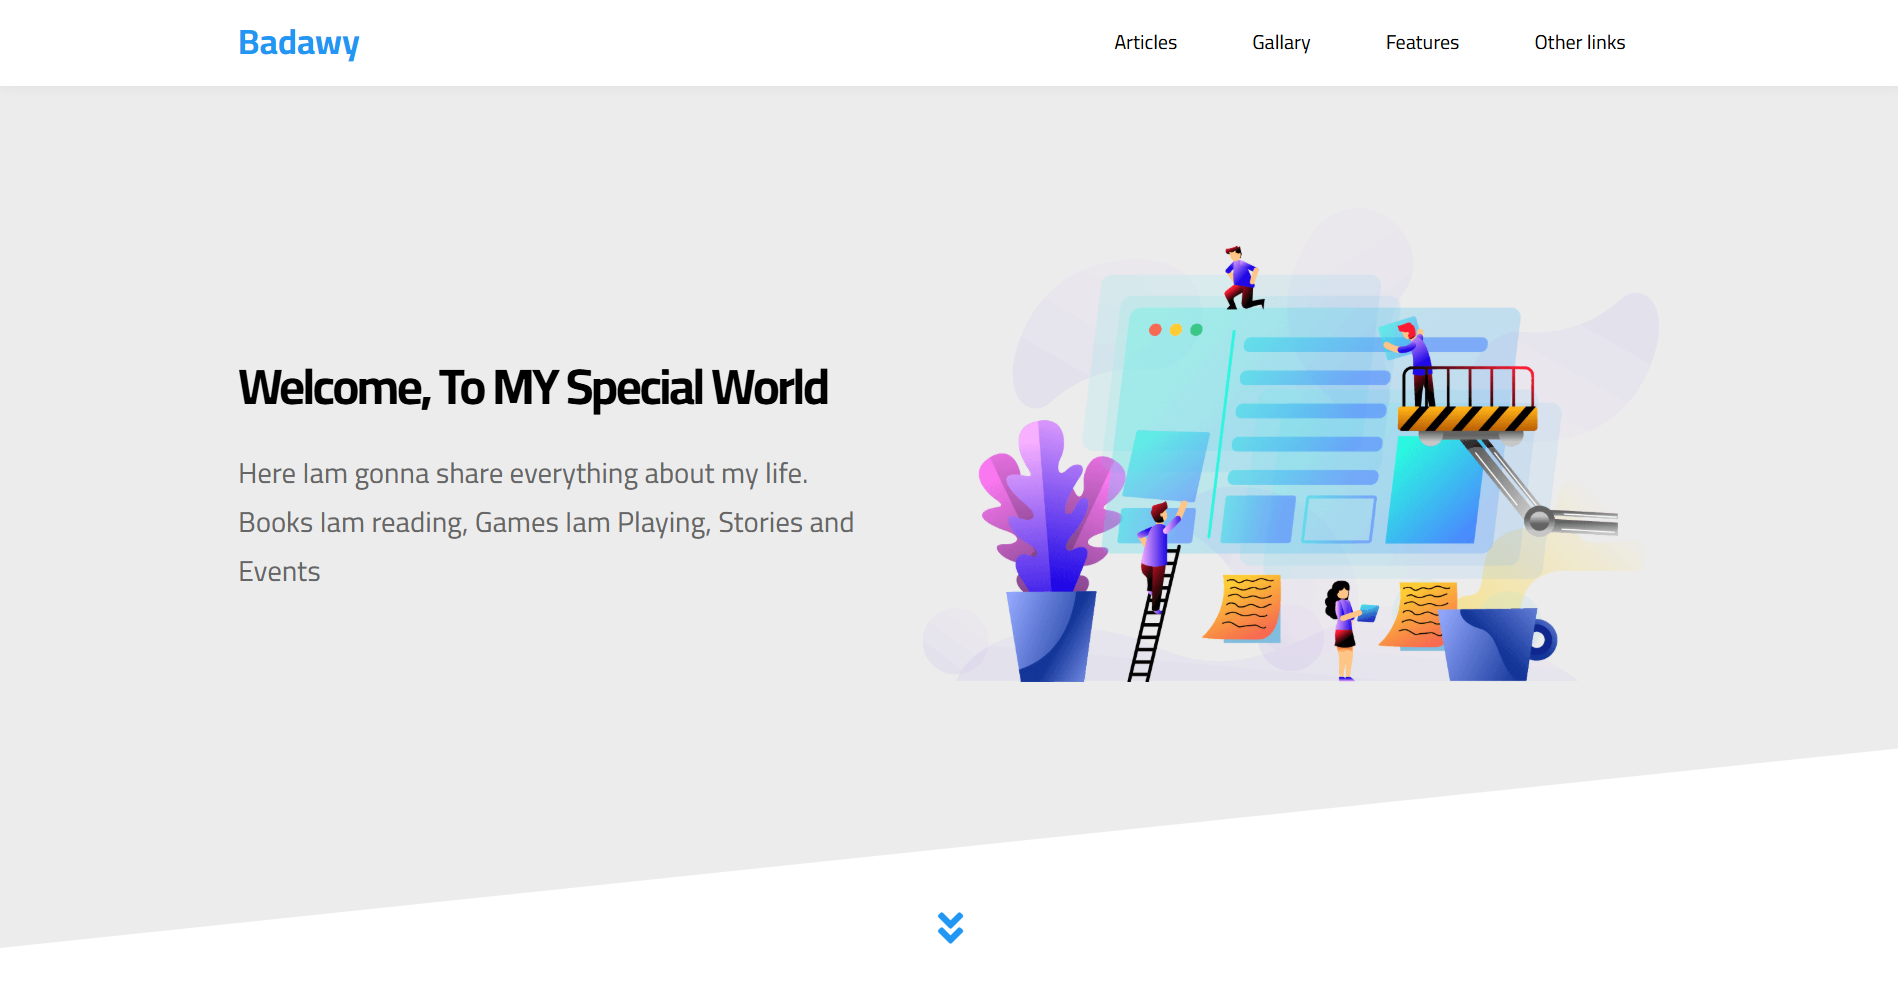 Badawy
Articles
Gallary
Features
Other links
Welcome, To MY Special World
Here Iam gonna share everything about my life.
Books Iam reading, Games Iam Playing, Stories and
Events